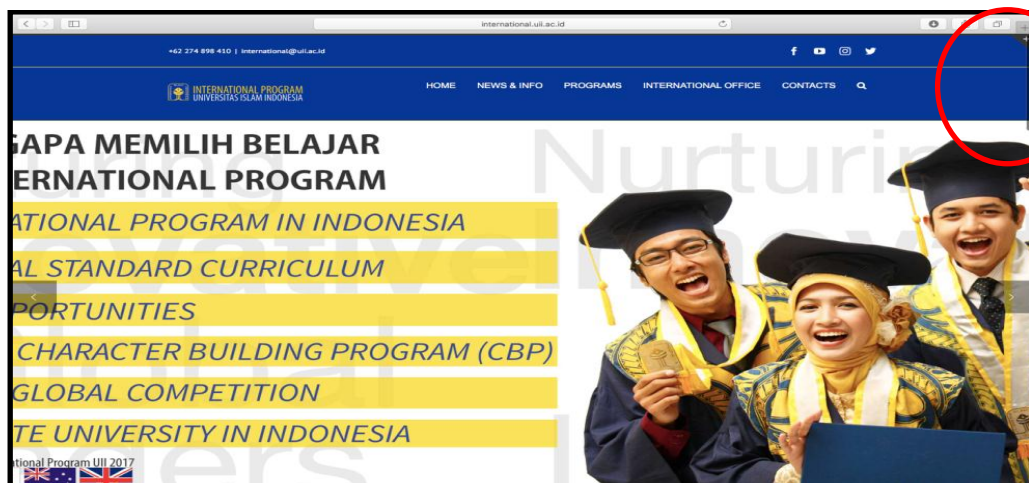 international.uii.ac.id
+62 274 898 410 | international@uii.ac.id
INTERNATIONAL PROGRAM
UNIVERSITAS ISLAM INDONESIA
HOME NEWS & INFO PROGRAMS INTERNATIONAL OFFICE CONTACTS
GAPA MEMILIH BELAJAR
ERNATIONAL PROGRAM
ATIONAL PROGRAM IN INDONESIA
AL STANDARD CURRICULUM
PORTUNITIES
CHARACTER BUILDING PROGRAM (CBP)
GLOBAL COMPETITION
TE UNIVERSITY IN INDONESIA
ational Program UII 2017
Nurturin